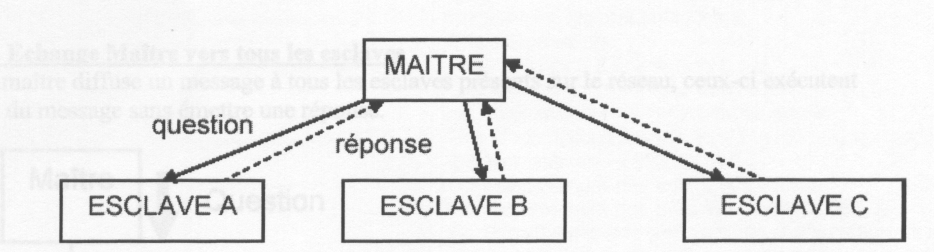 Echange Maître vers tous les esclaves
MAITRE
maître diffuse un message à tous les esclaves présents sur le réseau, ceux-ci exécutent
du message sans émettre une réponse
question
réponse
Maître
Question
ESCLAVE A
ESCLAVE B
ESCLAVE C